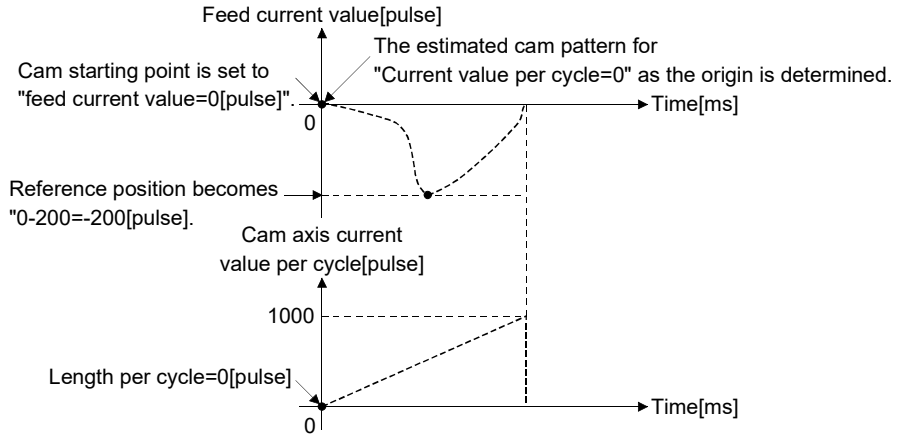 Feed current value[pulse]
The estimated cam pattern for
"Current value per cycle=0" as the origin is determined.
Cam starting point is set to
"feed current value=0[pulse]".
Time[ms]
0
Reference position becomes
"0-200=-200[pulse].
Cam axis current
value per cycle[pulse]
1000
Length per cycle=0[pulse]
Time[ms]
0